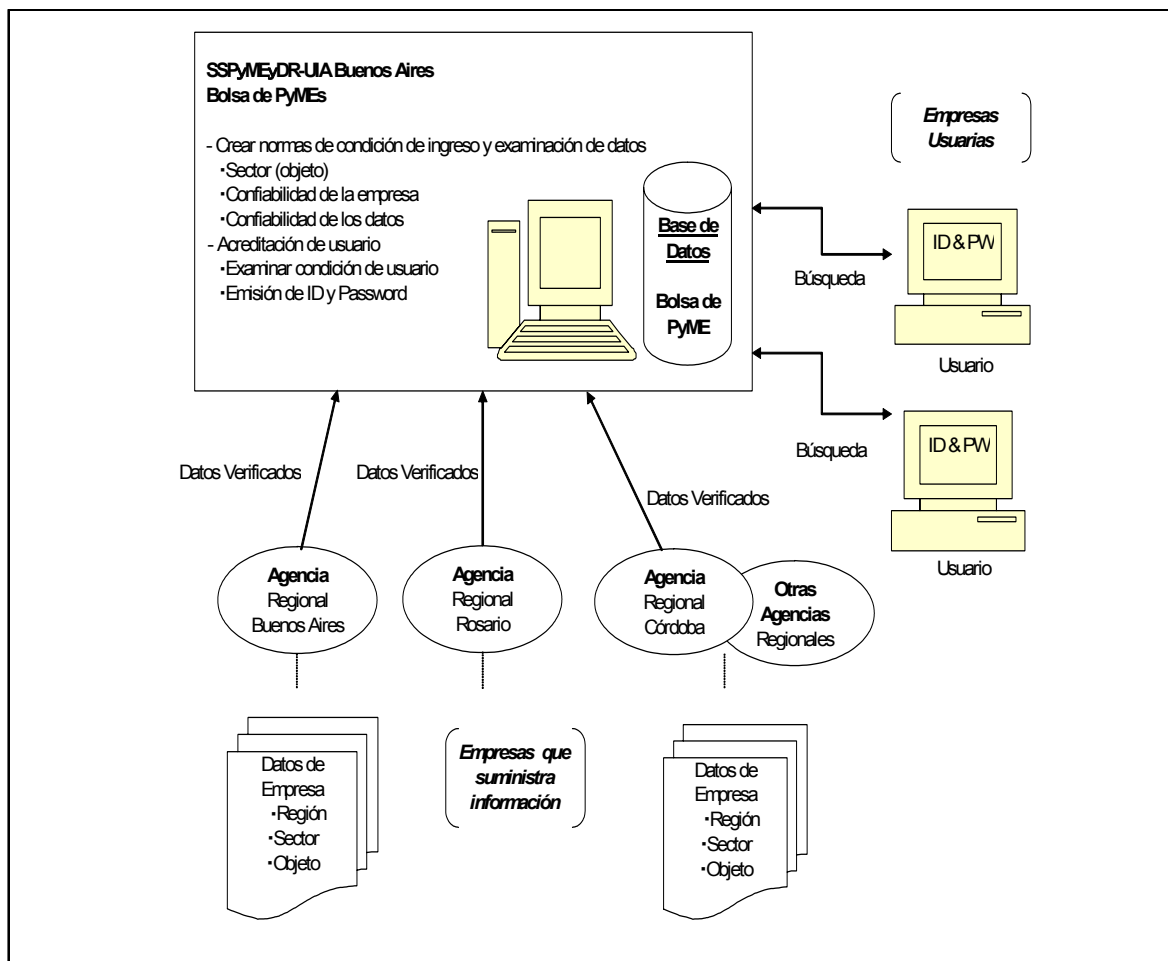 SSPyMEyDR-UIA Buenos Aires
Bolsa de PyMEs
- Crear normas de condición de ingreso y examinación de datos
・Sector (objeto)
・Confiabilidad de la empresa
・Confiabilidad de los datos
- Acreditación de usuario
・Examinar condición de usuario
・Emisión de ID y Password
Base de
Datos
Bolsa de
PyME
Empresas
Usuarias
ID & PW
Búsqueda
Usuario
ID & PW
Búsqueda
Usuario
Datos Verificados
Datos Verificados
Datos Verificados
Agencia
Regional
Buenos Aires
Agencia
Regional
Rosario
Agencia
Regional
Córdoba
Otras
Agencias
Regionales
Datos de
Empresa
・Región
・Sector
・Objeto
Empresas que
suministra
información
Datos de
Empresa
・Región
・Sector
・Objeto